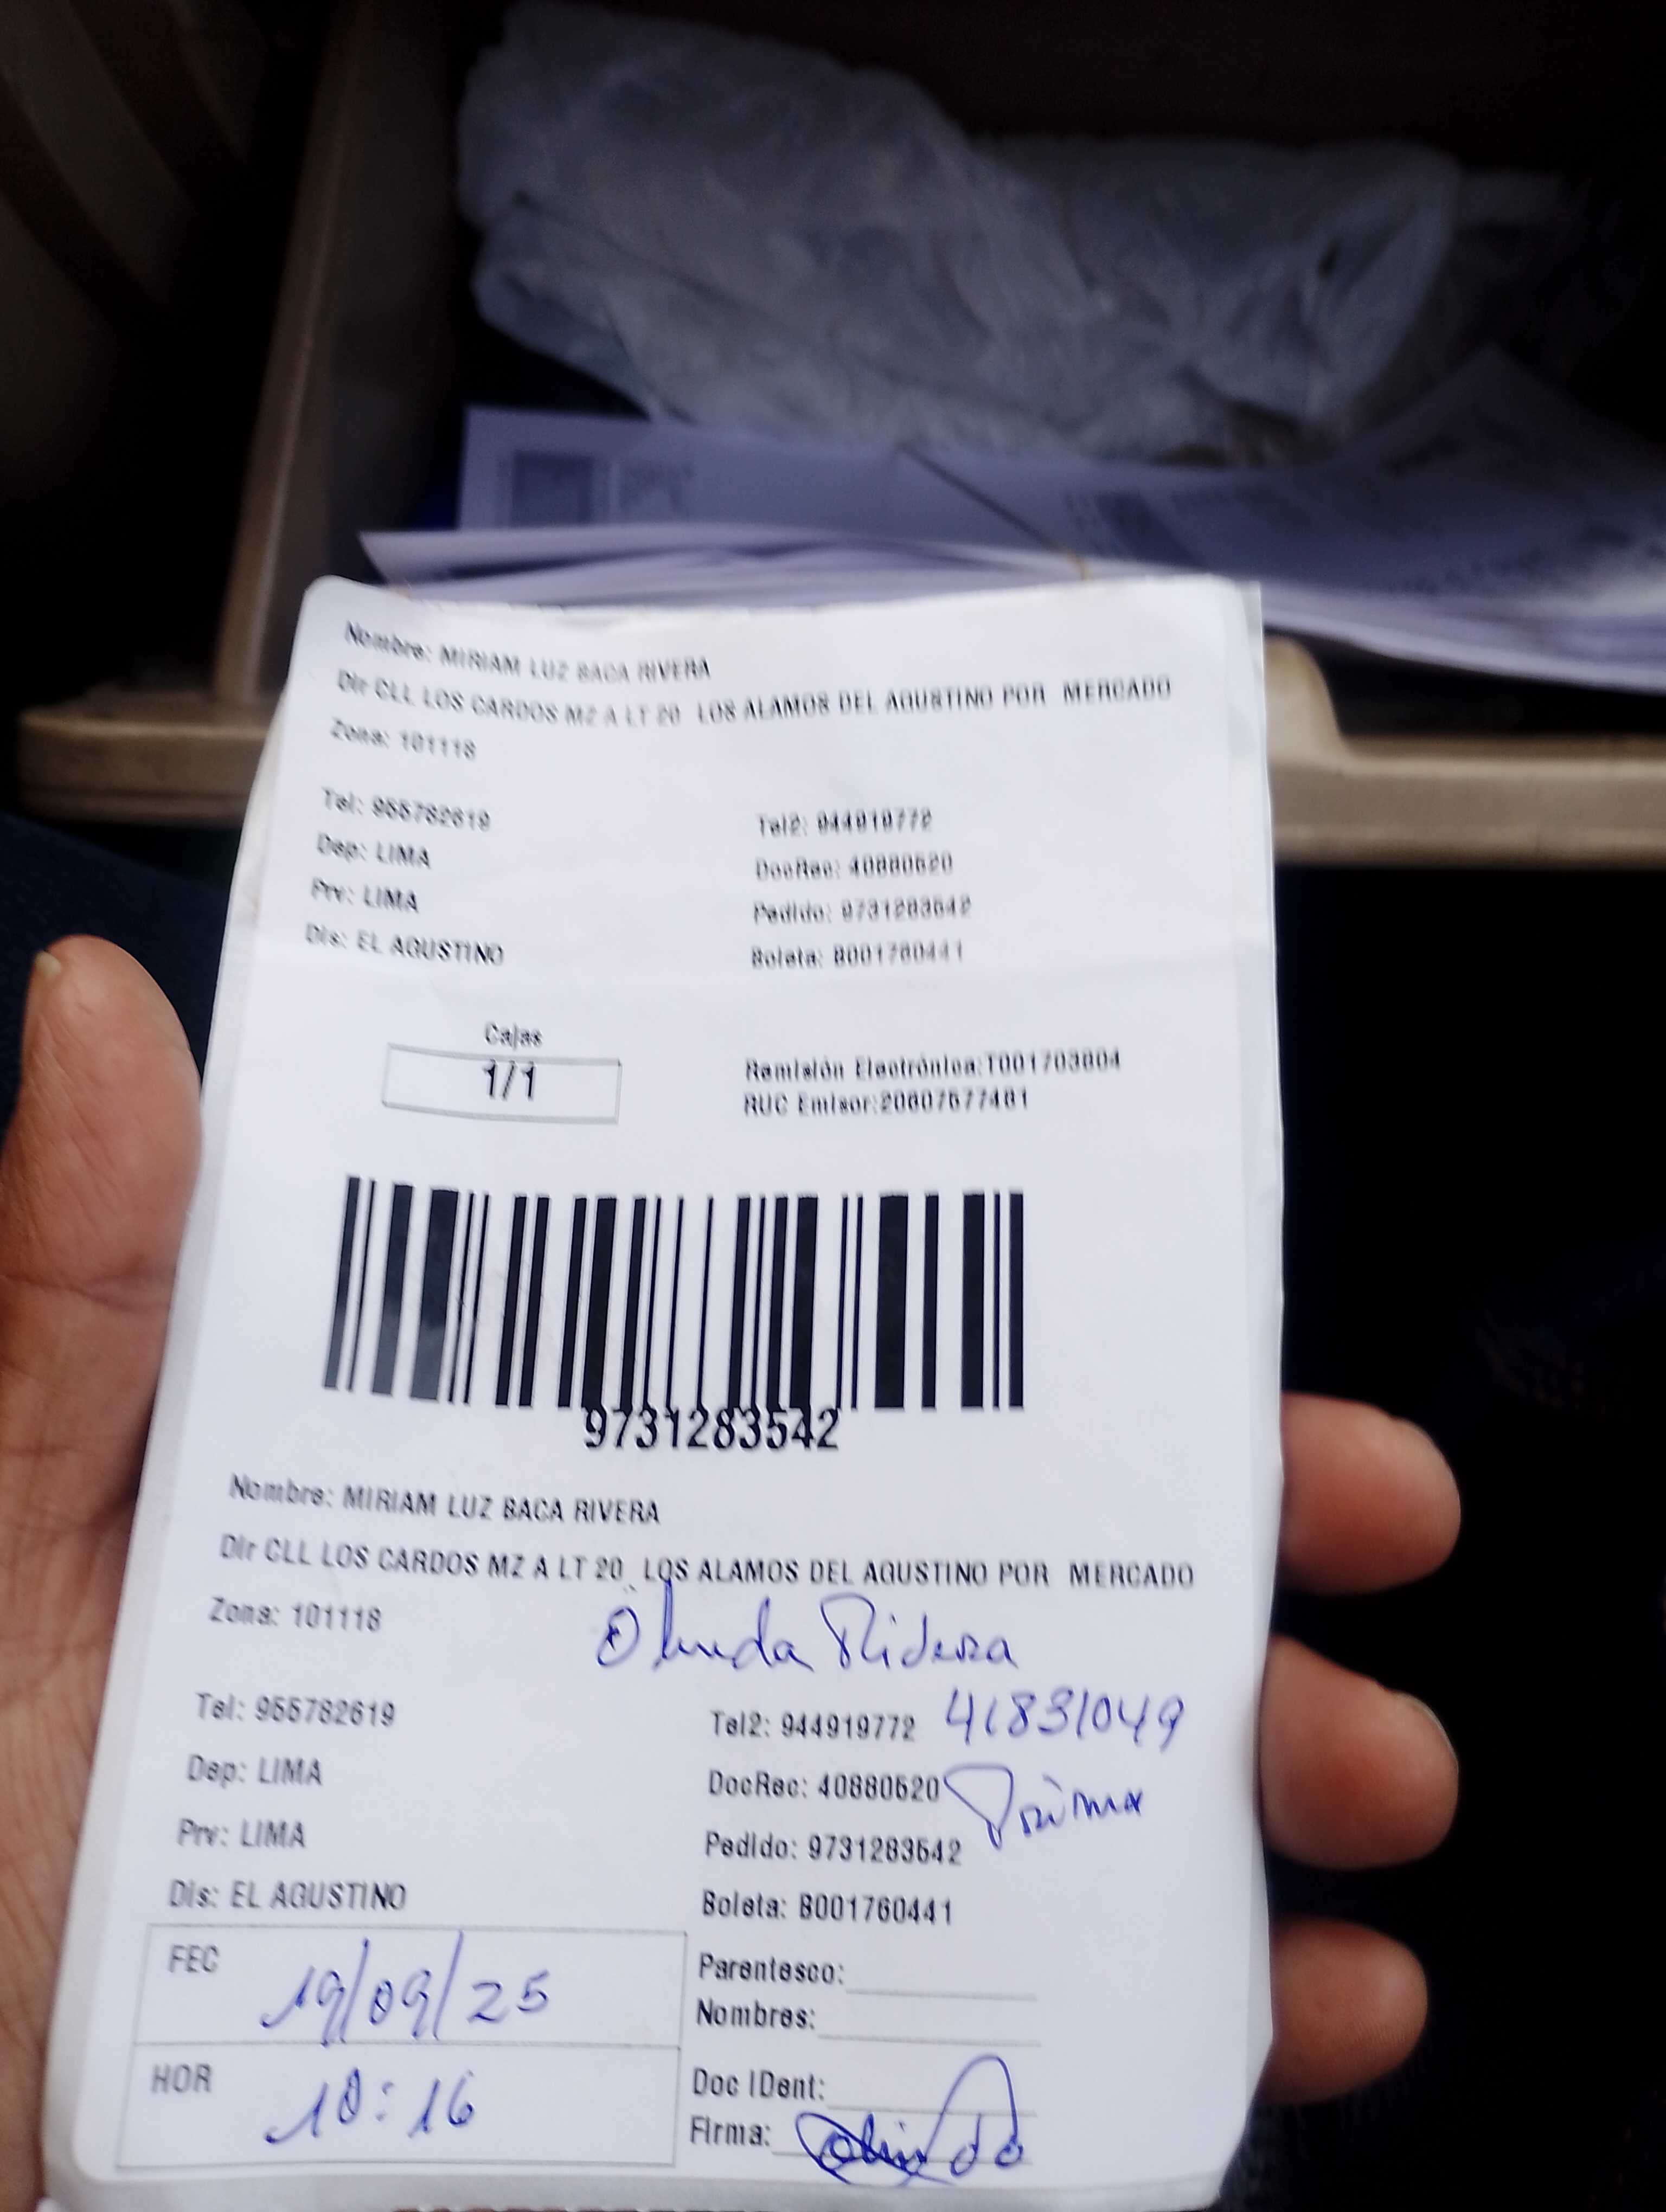 Nombre: MIRIAM LUZ BACA RIVERA
Dir CLL LOS CARDOS MZ A LT 20 LOS ALAMOS DEL AGUSTINO POR MERCADO
Zona: 101118
Tel: 955782619 Tel2: 944919772
Dep: LIMA DocRec: 40880520
Prv: LIMA Pedido: 9731283542
Dis: EL AGUSTINO Boleta: B001760441
Cajas
1/1
Remisión Electrónica:T001703804
RUC Emisor:20607577481
9731283542
Nombre: MIRIAM LUZ BACA RIVERA
Dir CLL LOS CARDOS MZ A LT 20 LOS ALAMOS DEL AGUSTINO POR MERCADO
Zona: 101118
Tel: 955782619 Tel2: 944919772 41831049
Dep: LIMA DocRec: 40880520 Prima
Prv: LIMA Pedido: 9731283542
Dis: EL AGUSTINO Boleta: B001760441
FEC 19/09/25
HOR 10:16
Parentesco:
Nombres:
Doc IDent:
Firma: